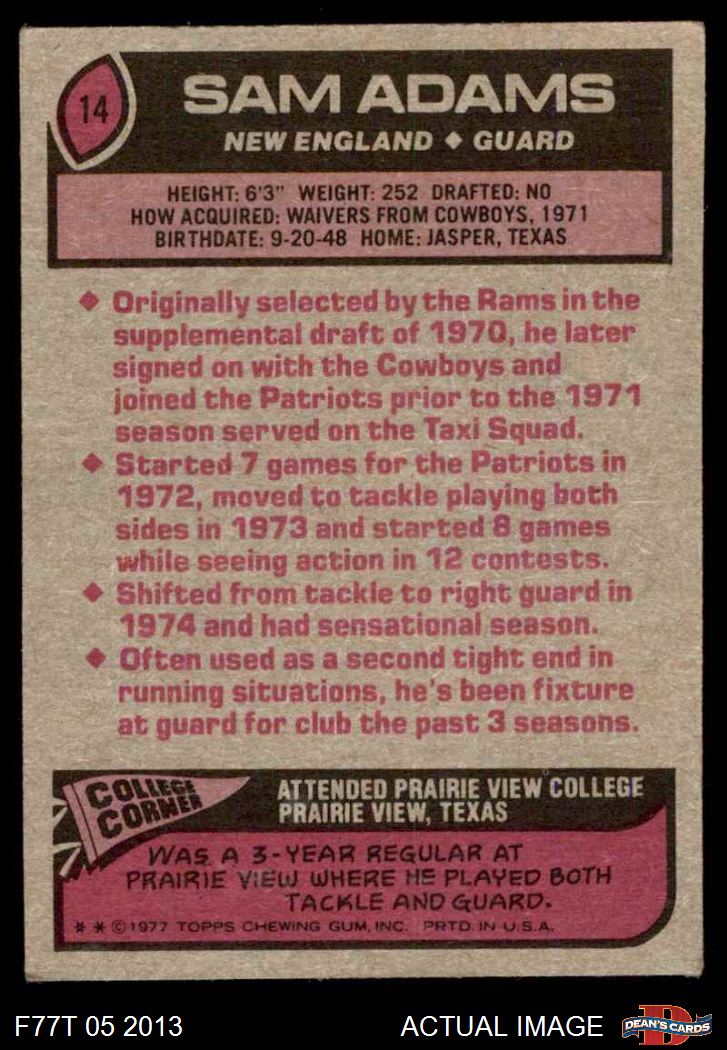 14
SAM ADAMS
NEW ENGLAND ◆ GUARD
HEIGHT: 6'3" WEIGHT: 252 DRAFTED: NO
HOW ACQUIRED: WAIVERS FROM COWBOYS, 1971
BIRTHDATE: 9-20-48 HOME: JASPER, TEXAS
◆ Originally selected by the Rams in the
supplemental draft of 1970, he later
signed on with the Cowboys and
joined the Patriots prior to the 1971
season served on the Taxi Squad.
◆ Started 7 games for the Patriots in
1972, moved to tackle playing both
sides in 1973 and started 8 games
while seeing action in 12 contests.
◆ Shifted from tackle to right guard in
1974 and had sensational season.
◆ Often used as a second tight end in
running situations, he's been fixture
at guard for club the past 3 seasons.
COLLEGE
CORNER
ATTENDED PRAIRIE VIEW COLLEGE
PRAIRIE VIEW, TEXAS
WAS A 3-YEAR REGULAR AT
PRAIRIE VIEW WHERE HE PLAYED BOTH
TACKLE AND GUARD.
* * © 1977 TOPPS CHEWING GUM, INC. PRTD. IN U.S.A.
F77T 05 2013
ACTUAL IMAGE
D
DEAN'S CARDS